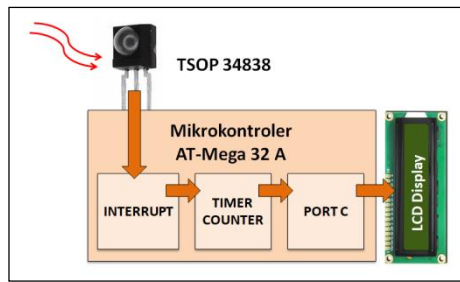 TSOP 34838
Mikrokontroler
AT-Mega 32 A
INTERRUPT
TIMER
COUNTER
PORT C
LCD Display